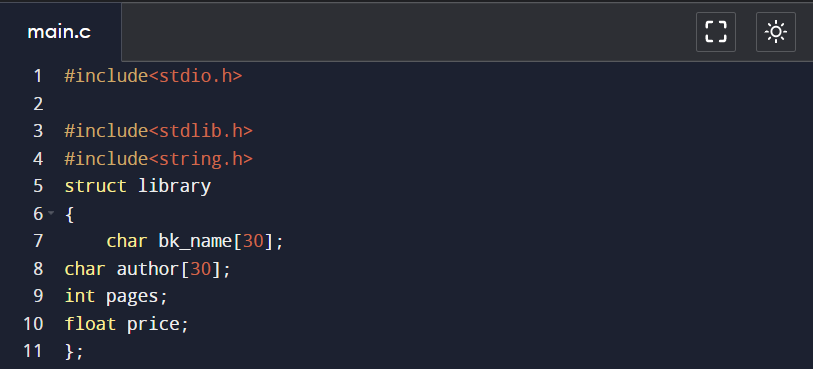 main.c
1 #include<stdio.h>
2
3 #include<stdlib.h>
4 #include<string.h>
5 struct library
6 {
7     char bk_name[30];
8 char author[30];
9 int pages;
10 float price;
11 };